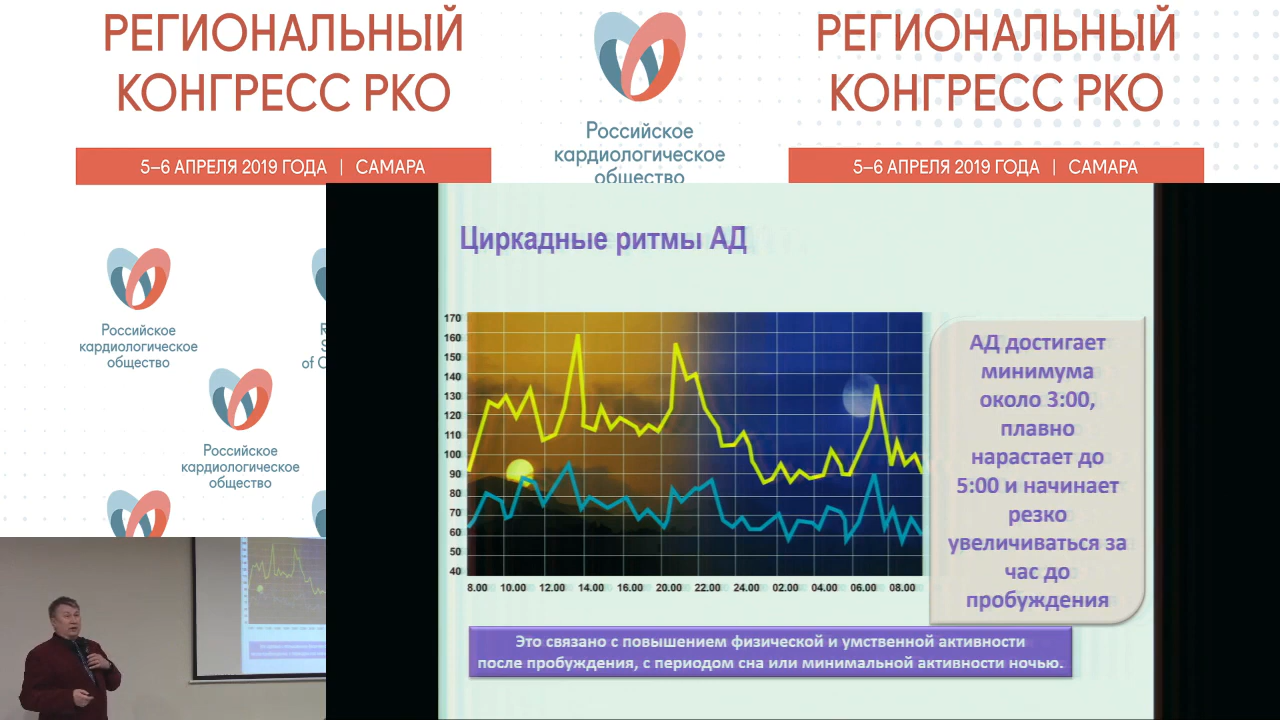 РЕГИОНАЛЬНЫЙ
КОНГРЕСС РКО
5–6 АПРЕЛЯ 2019 ГОДА | САМАРА
Российское
кардиологическое
общество
РЕГИОНАЛЬНЫЙ
КОНГРЕСС РКО
5–6 АПРЕЛЯ 2019 ГОДА | САМАРА
Российское
кардиологическое
общество
Российское
кардиологическое
общество
Циркадные ритмы АД
170
160
150
140
130
120
110
100
90
80
70
60
50
40
8.00 10.00 12.00 14.00 16.00 18.00 20.00 22.00 24.00 02.00 04.00 06.00 08.00
АД достигает
минимума
около 3:00,
плавно
нарастает до
5:00 и начинает
резко
увеличиваться за
час до
пробуждения
Это связано с повышением физической и умственной активности
после пробуждения, с периодом сна или минимальной активности ночью.